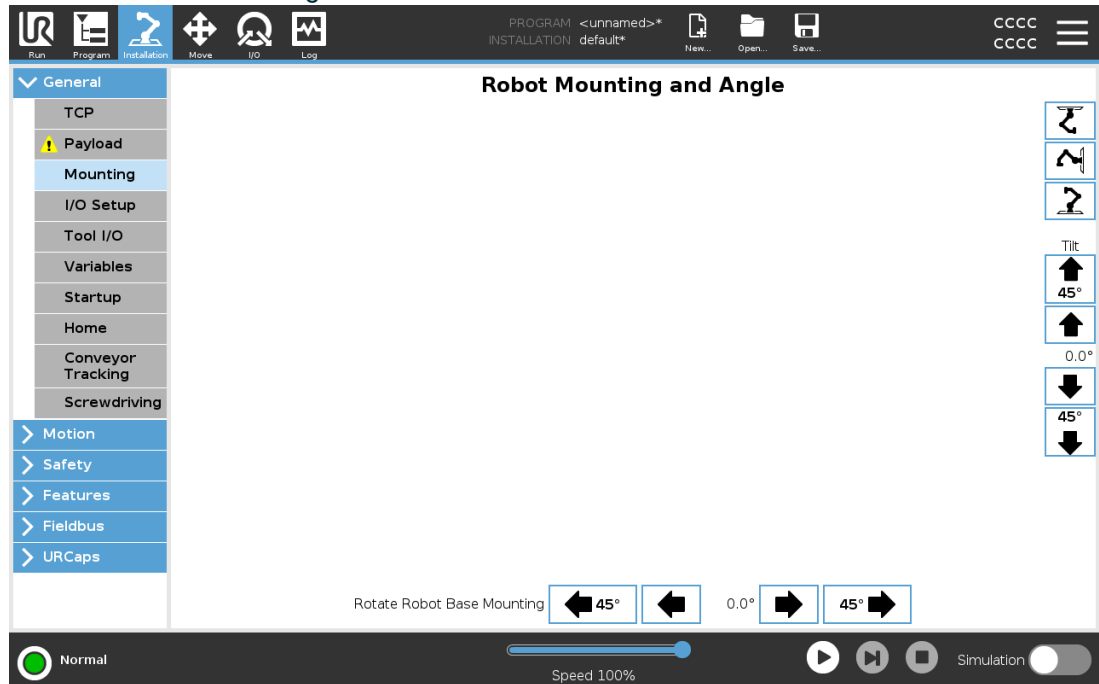 PROGRAM <unnamed>*
INSTALLATION default*
Run
Program
Installation
Move
I/O
Log
New...
Open...
Save...
CCCC
CCCC
General
TCP
Payload
Mounting
I/O Setup
Tool I/O
Variables
Startup
Home
Conveyor
Tracking
Screwdriving
Motion
Safety
Features
Fieldbus
URCaps
Robot Mounting and Angle
Tilt
45°
0.0°
45°
Rotate Robot Base Mounting 45° 0.0° 45°
Normal
Speed 100%
Simulation